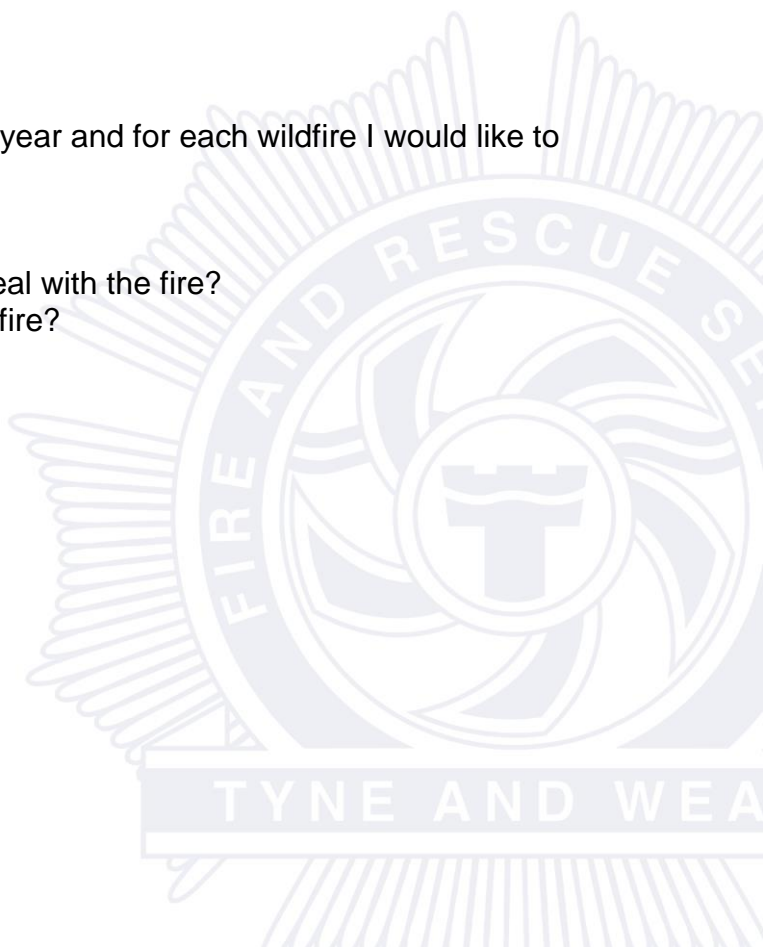 year and for each wildfire I would like to
eal with the fire?
fire?
FIRE AND RESCUE SE
TYNE AND WEA